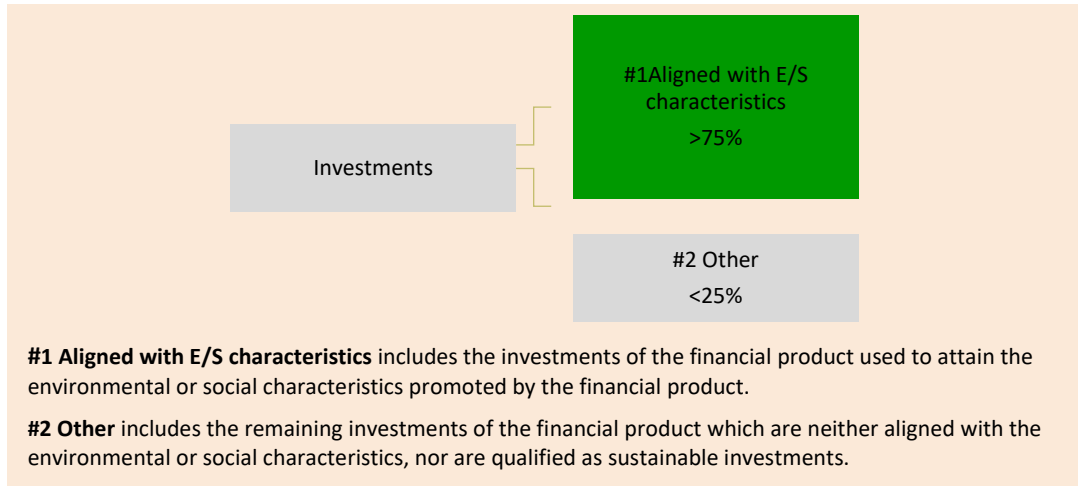 #1Aligned with E/S
characteristics
>75%
Investments
#2 Other
<25%
#1 Aligned with E/S characteristics includes the investments of the financial product used to attain the
environmental or social characteristics promoted by the financial product.
#2 Other includes the remaining investments of the financial product which are neither aligned with the
environmental or social characteristics, nor are qualified as sustainable investments.